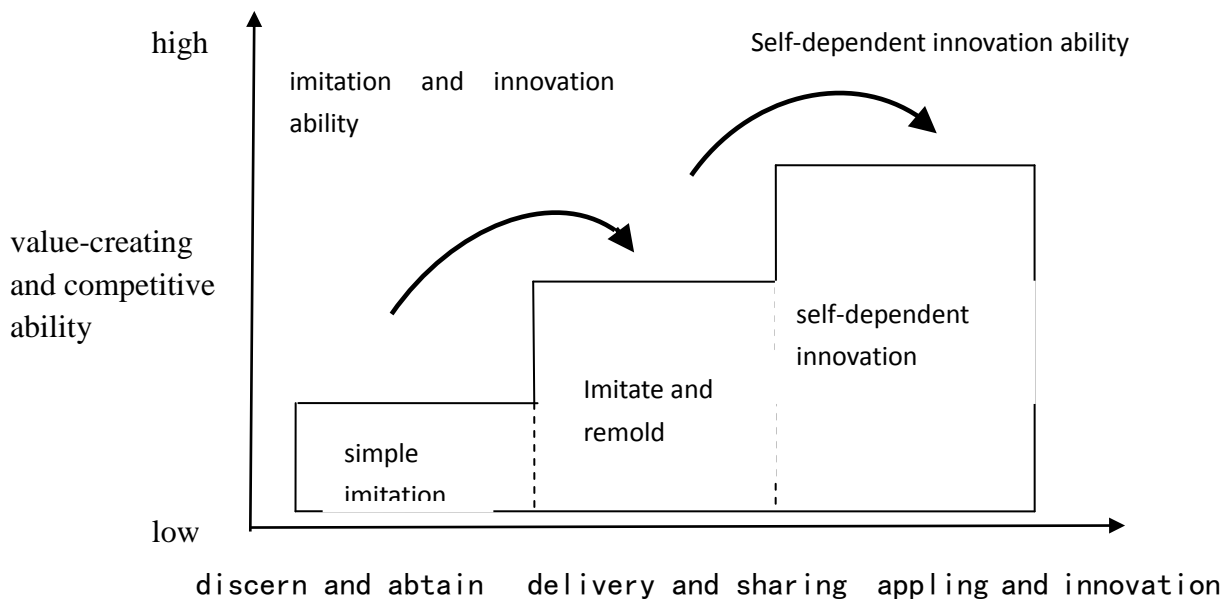 high
Self-dependent innovation ability
imitation and innovation
ability
value-creating
and competitive
ability
self-dependent
innovation
Imitate and
remold
simple
imitation
low
discern and abtain delivery and sharing appling and innovation